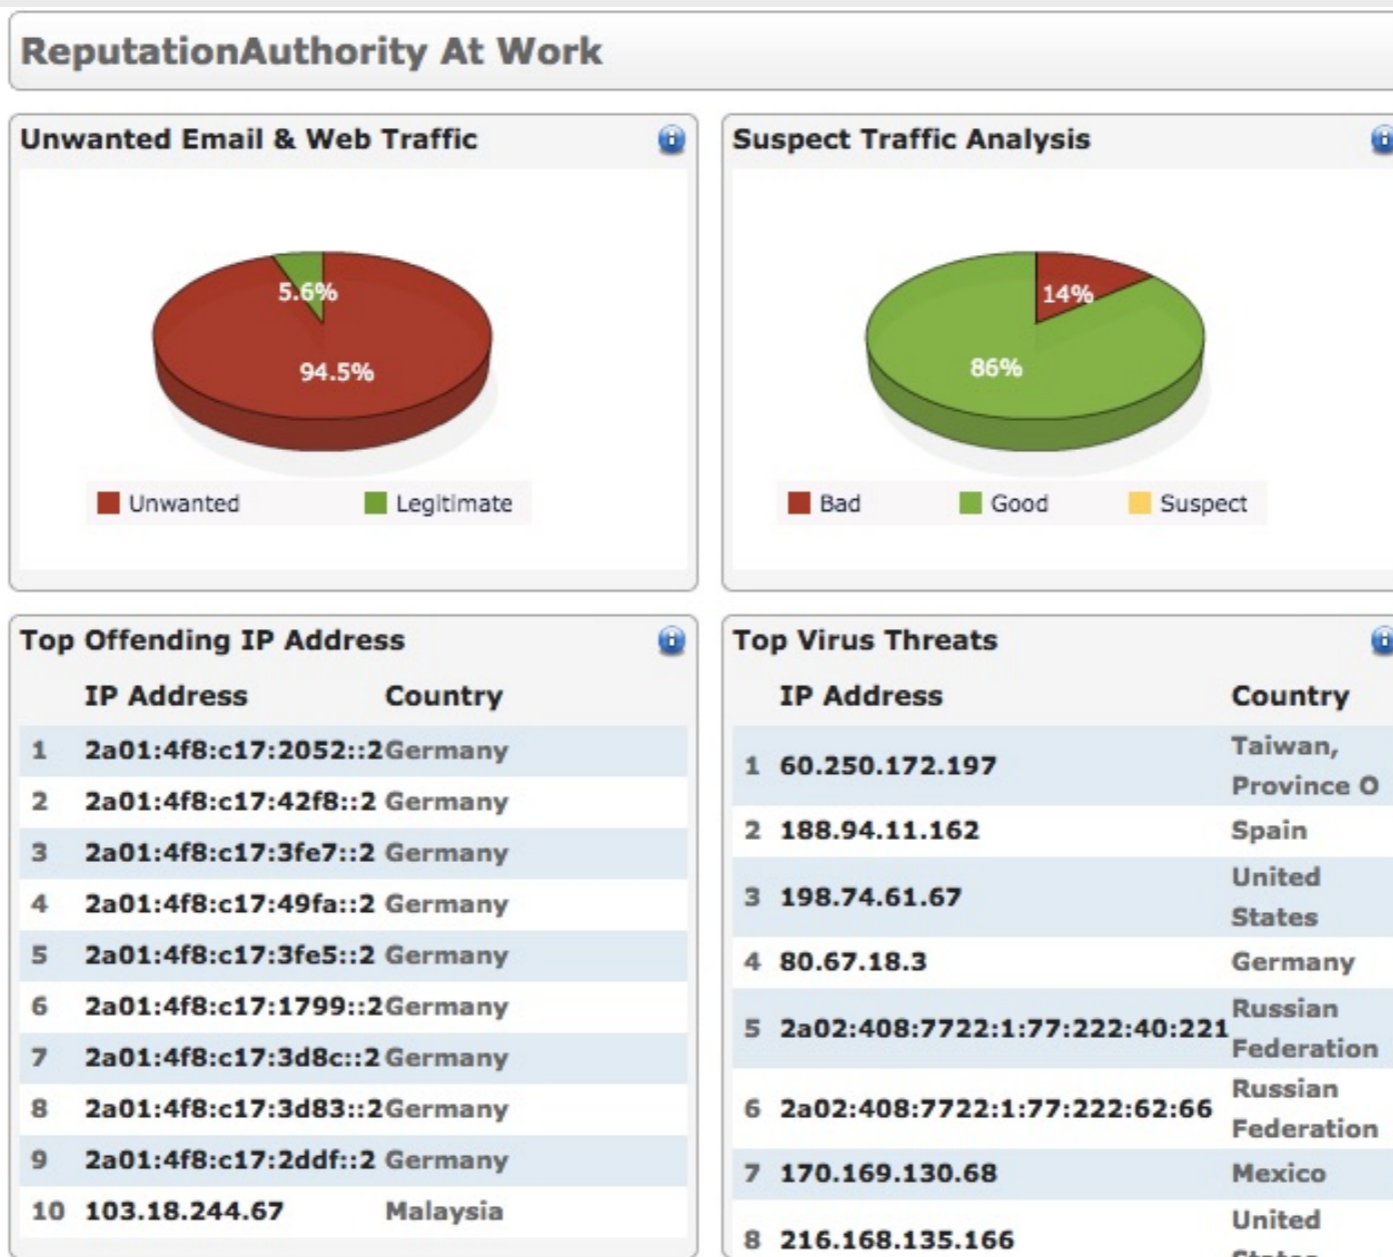 ReputationAuthority At Work
Unwanted Email & Web Traffic
5.6%
94.5%
Unwanted Legitimate
Suspect Traffic Analysis
14%
86%
Bad Good Suspect
Top Offending IP Address
IP Address Country
1 2a01:4f8:c17:2052::2 Germany
2 2a01:4f8:c17:42f8::2 Germany
3 2a01:4f8:c17:3fe7::2 Germany
4 2a01:4f8:c17:49fa::2 Germany
5 2a01:4f8:c17:3fe5::2 Germany
6 2a01:4f8:c17:1799::2 Germany
7 2a01:4f8:c17:3d8c::2 Germany
8 2a01:4f8:c17:3d83::2 Germany
9 2a01:4f8:c17:2ddf::2 Germany
10 103.18.244.67 Malaysia
Top Virus Threats
IP Address Country
1 60.250.172.197 Taiwan,
Province O
2 188.94.11.162 Spain
3 198.74.61.67 United
States
4 80.67.18.3 Germany
5 2a02:408:7722:1:77:222:40:221 Russian
Federation
6 2a02:408:7722:1:77:222:62:66 Russian
Federation
7 170.169.130.68 Mexico
8 216.168.135.166 United